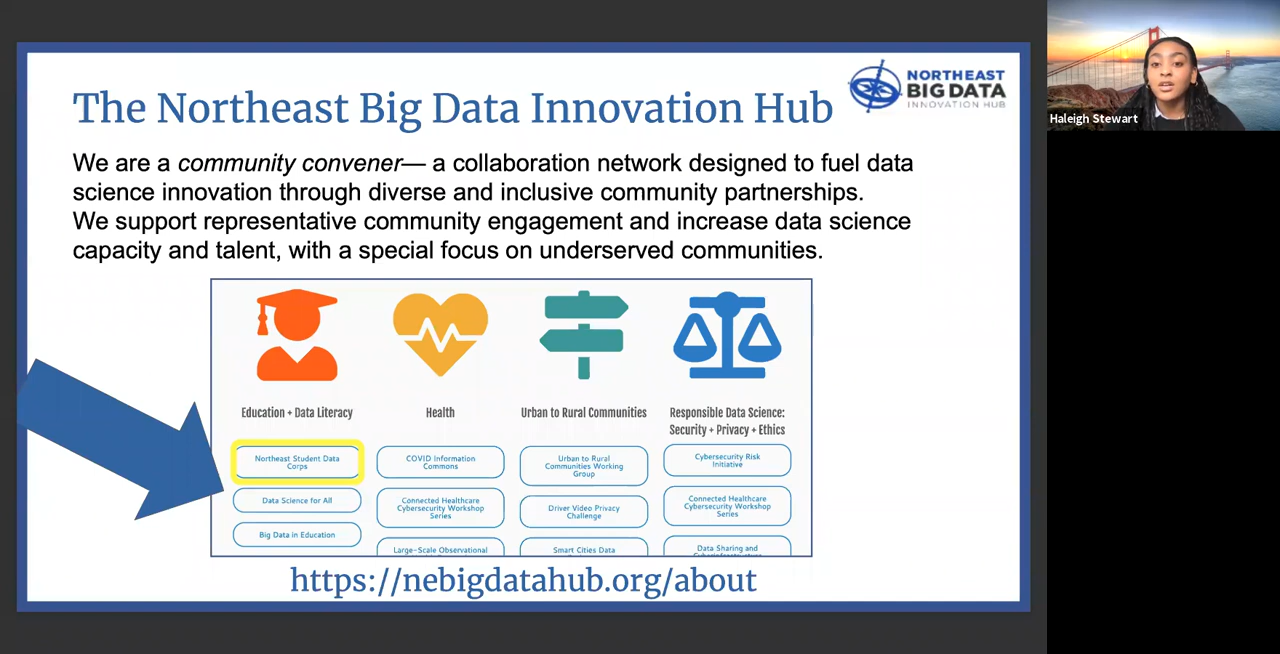 The Northeast Big Data Innovation Hub
NORTHEAST
BIG DATA
INNOVATION HUB
We are a community convener— a collaboration network designed to fuel data
science innovation through diverse and inclusive community partnerships.
We support representative community engagement and increase data science
capacity and talent, with a special focus on underserved communities.
Education + Data Literacy
Northeast Student Data
Corps
Data Science for All
Big Data in Education
Health
COVID Information
Commons
Connected Healthcare
Cybersecurity Workshop
Series
Large-Scale Observational
Urban to Rural Communities
Urban to Rural
Communities Working
Group
Driver Video Privacy
Challenge
Smart Cities Data
Responsible Data Science:
Security + Privacy + Ethics
Cybersecurity Risk
Initiative
Connected Healthcare
Cybersecurity Workshop
Series
Data Sharing and
Cyberinfrastructure
https://nebigdatahub.org/about
Haleigh Stewart